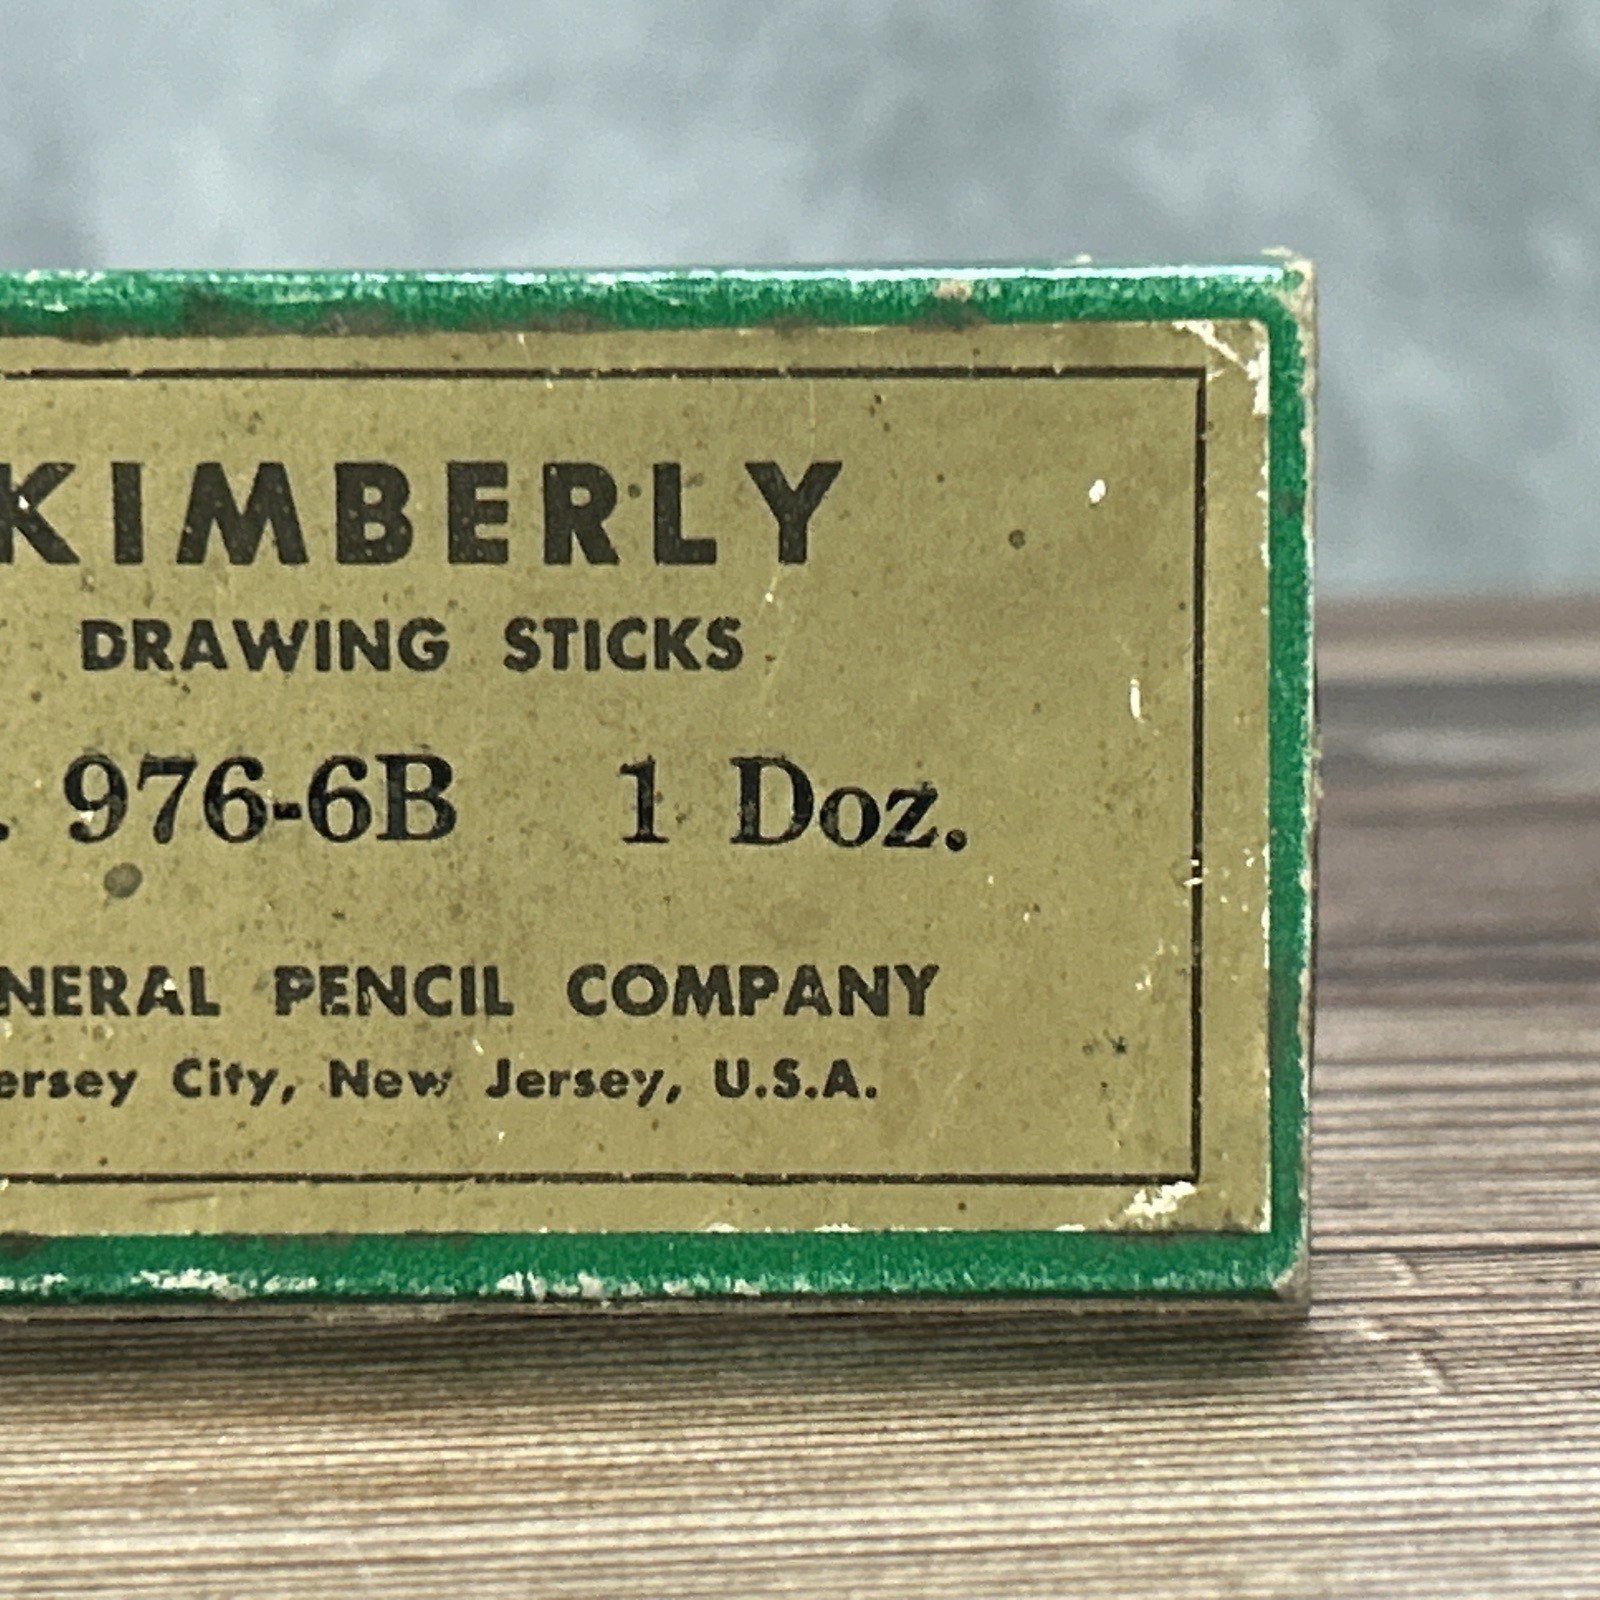 KIMBERLY
DRAWING STICKS
. 976-6B 1 Doz.
NERAL PENCIL COMPANY
ersey City, New Jersey, U.S.A.